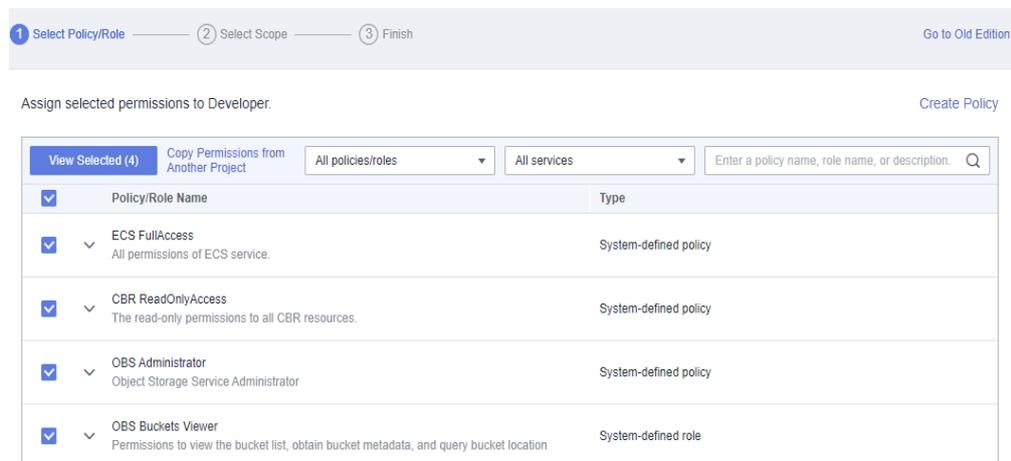 1 Select Policy/Role 2 Select Scope 3 Finish Go to Old Edition
Assign selected permissions to Developer. Create Policy
View Selected (4) Copy Permissions from
Another Project All policies/roles All services Enter a policy name, role name, or description.
Policy/Role Name Type
ECS FullAccess
All permissions of ECS service. System-defined policy
CBR ReadOnlyAccess
The read-only permissions to all CBR resources. System-defined policy
OBS Administrator
Object Storage Service Administrator System-defined policy
OBS Buckets Viewer
Permissions to view the bucket list, obtain bucket metadata, and query bucket location System-defined role